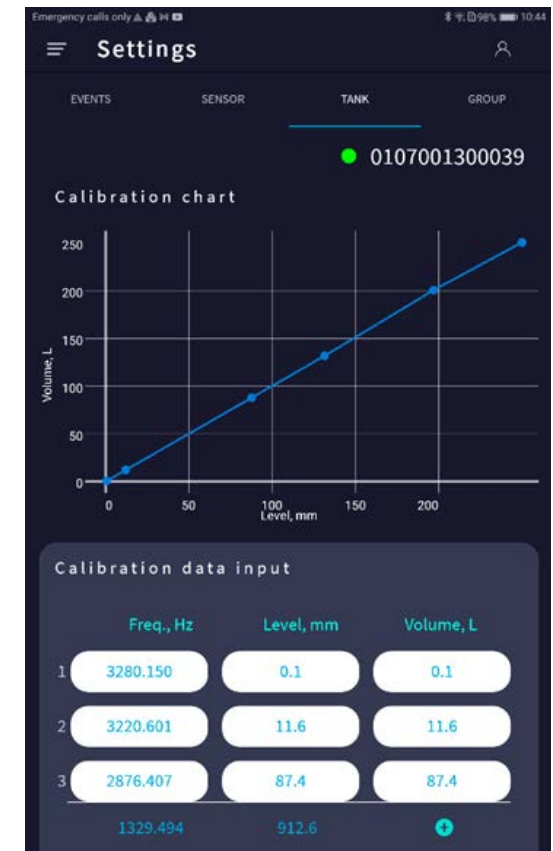 Emergency calls only 98% 10:44
Settings
EVENTS SENSOR TANK GROUP
0107001300039
Calibration chart
250
200
150
100
50
0
Volume, L
0 50 100 150 200
Level, mm
Calibration data input
Freq., Hz Level, mm Volume, L
1 3280.150 0.1 0.1
2 3220.601 11.6 11.6
3 2876.407 87.4 87.4
1329.494 912.6